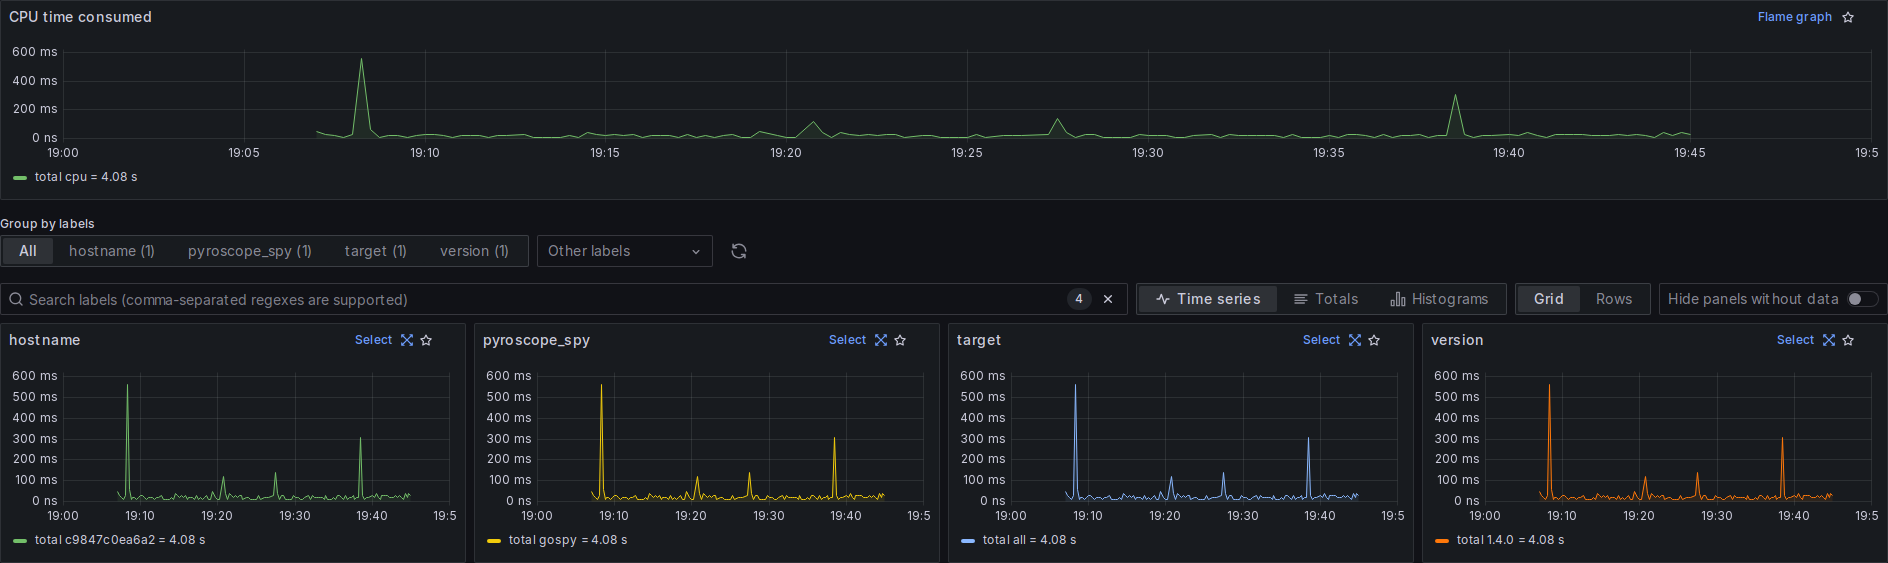 CPU time consumed
Flame graph
600 ms
400 ms
200 ms
0 ns
19:00 19:05 19:10 19:15 19:20 19:25 19:30 19:35 19:40 19:45 19:5
total cpu = 4.08 s
Group by labels
All hostname (1) pyroscope_spy (1) target (1) version (1) Other labels
Search labels (comma-separated regexes are supported) 4 Time series Totals Histograms Grid Rows Hide panels without data
hostname Select
600 ms
500 ms
400 ms
300 ms
200 ms
100 ms
0 ns
19:00 19:10 19:20 19:30 19:40 19:5
total c9847c0ea6a2 = 4.08 s
pyroscope_spy Select
600 ms
500 ms
400 ms
300 ms
200 ms
100 ms
0 ns
19:00 19:10 19:20 19:30 19:40 19:5
total gospy = 4.08 s
target Select
600 ms
500 ms
400 ms
300 ms
200 ms
100 ms
0 ns
19:00 19:10 19:20 19:30 19:40 19:5
total all = 4.08 s
version Select
600 ms
500 ms
400 ms
300 ms
200 ms
100 ms
0 ns
19:00 19:10 19:20 19:30 19:40 19:5
total 1.4.0 = 4.08 s